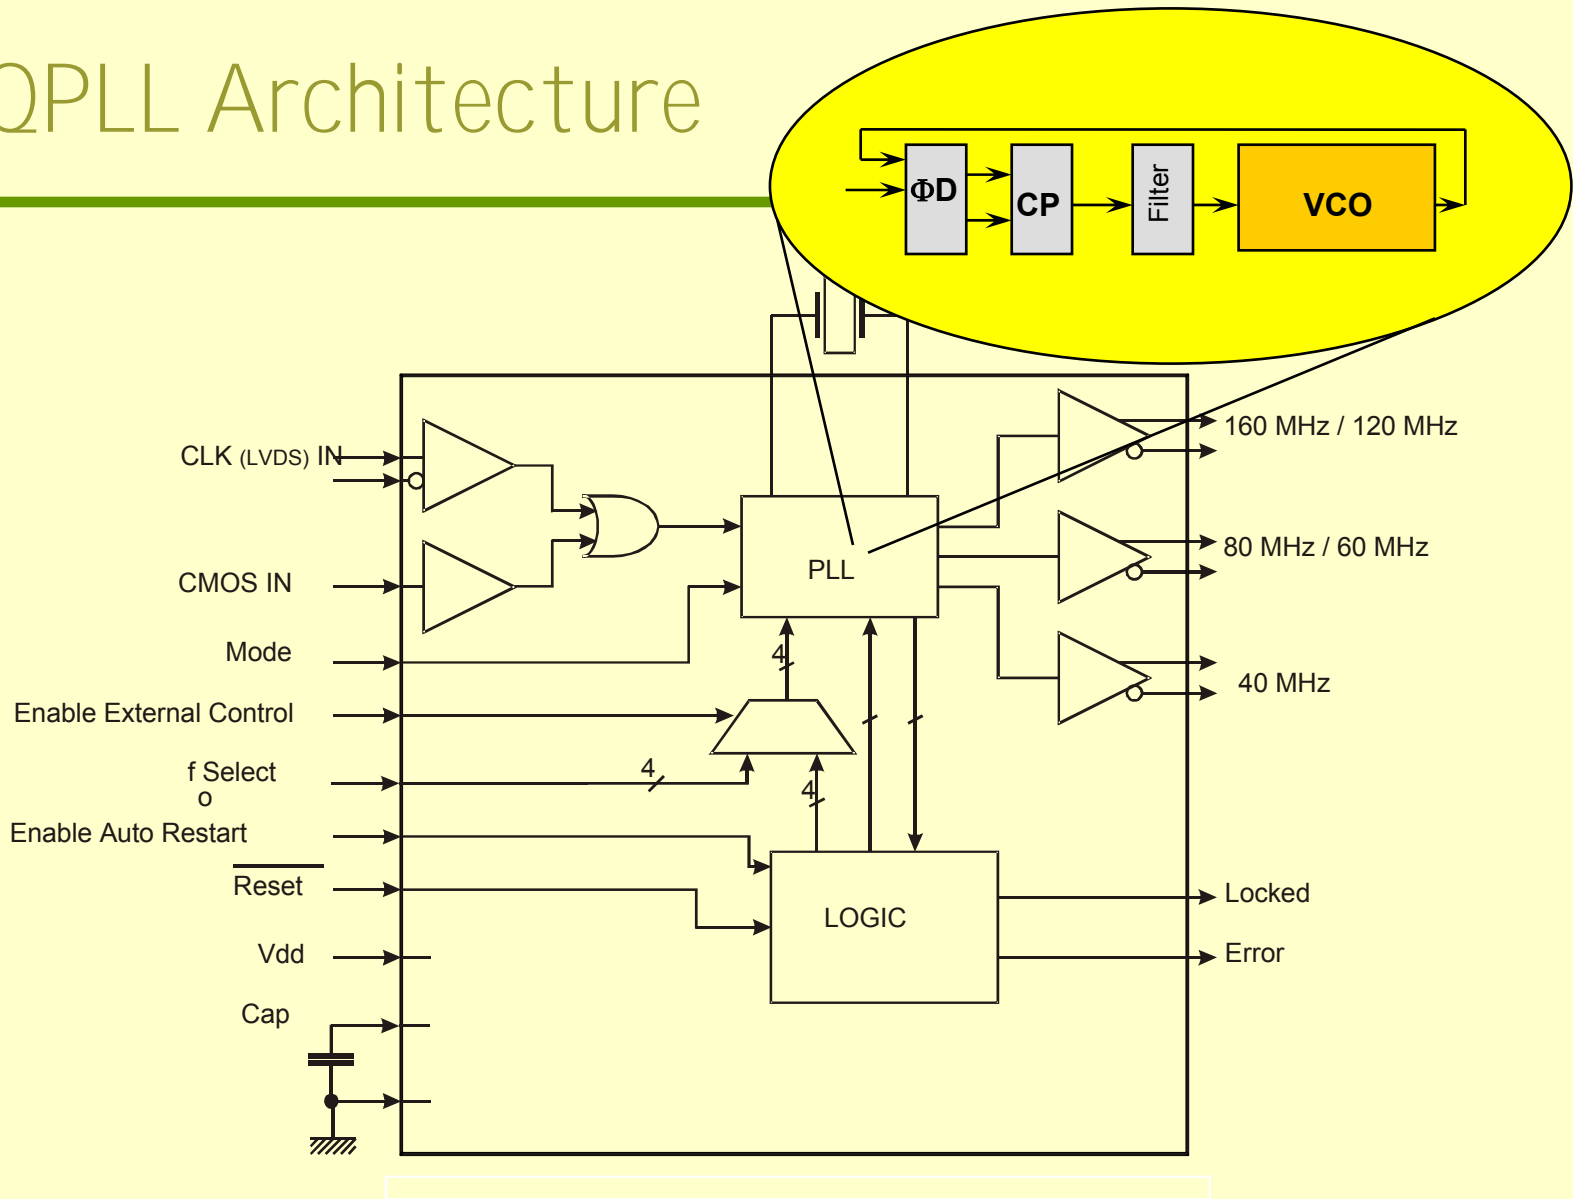 QPLL Architecture
ΦD
CP
Filter
VCO
CLK (LVDS) IN
160 MHz / 120 MHz
80 MHz / 60 MHz
CMOS IN
PLL
Mode
4
40 MHz
Enable External Control
f Select
o
4
4
Enable Auto Restart
Reset
LOGIC
Locked
Vdd
Error
Cap